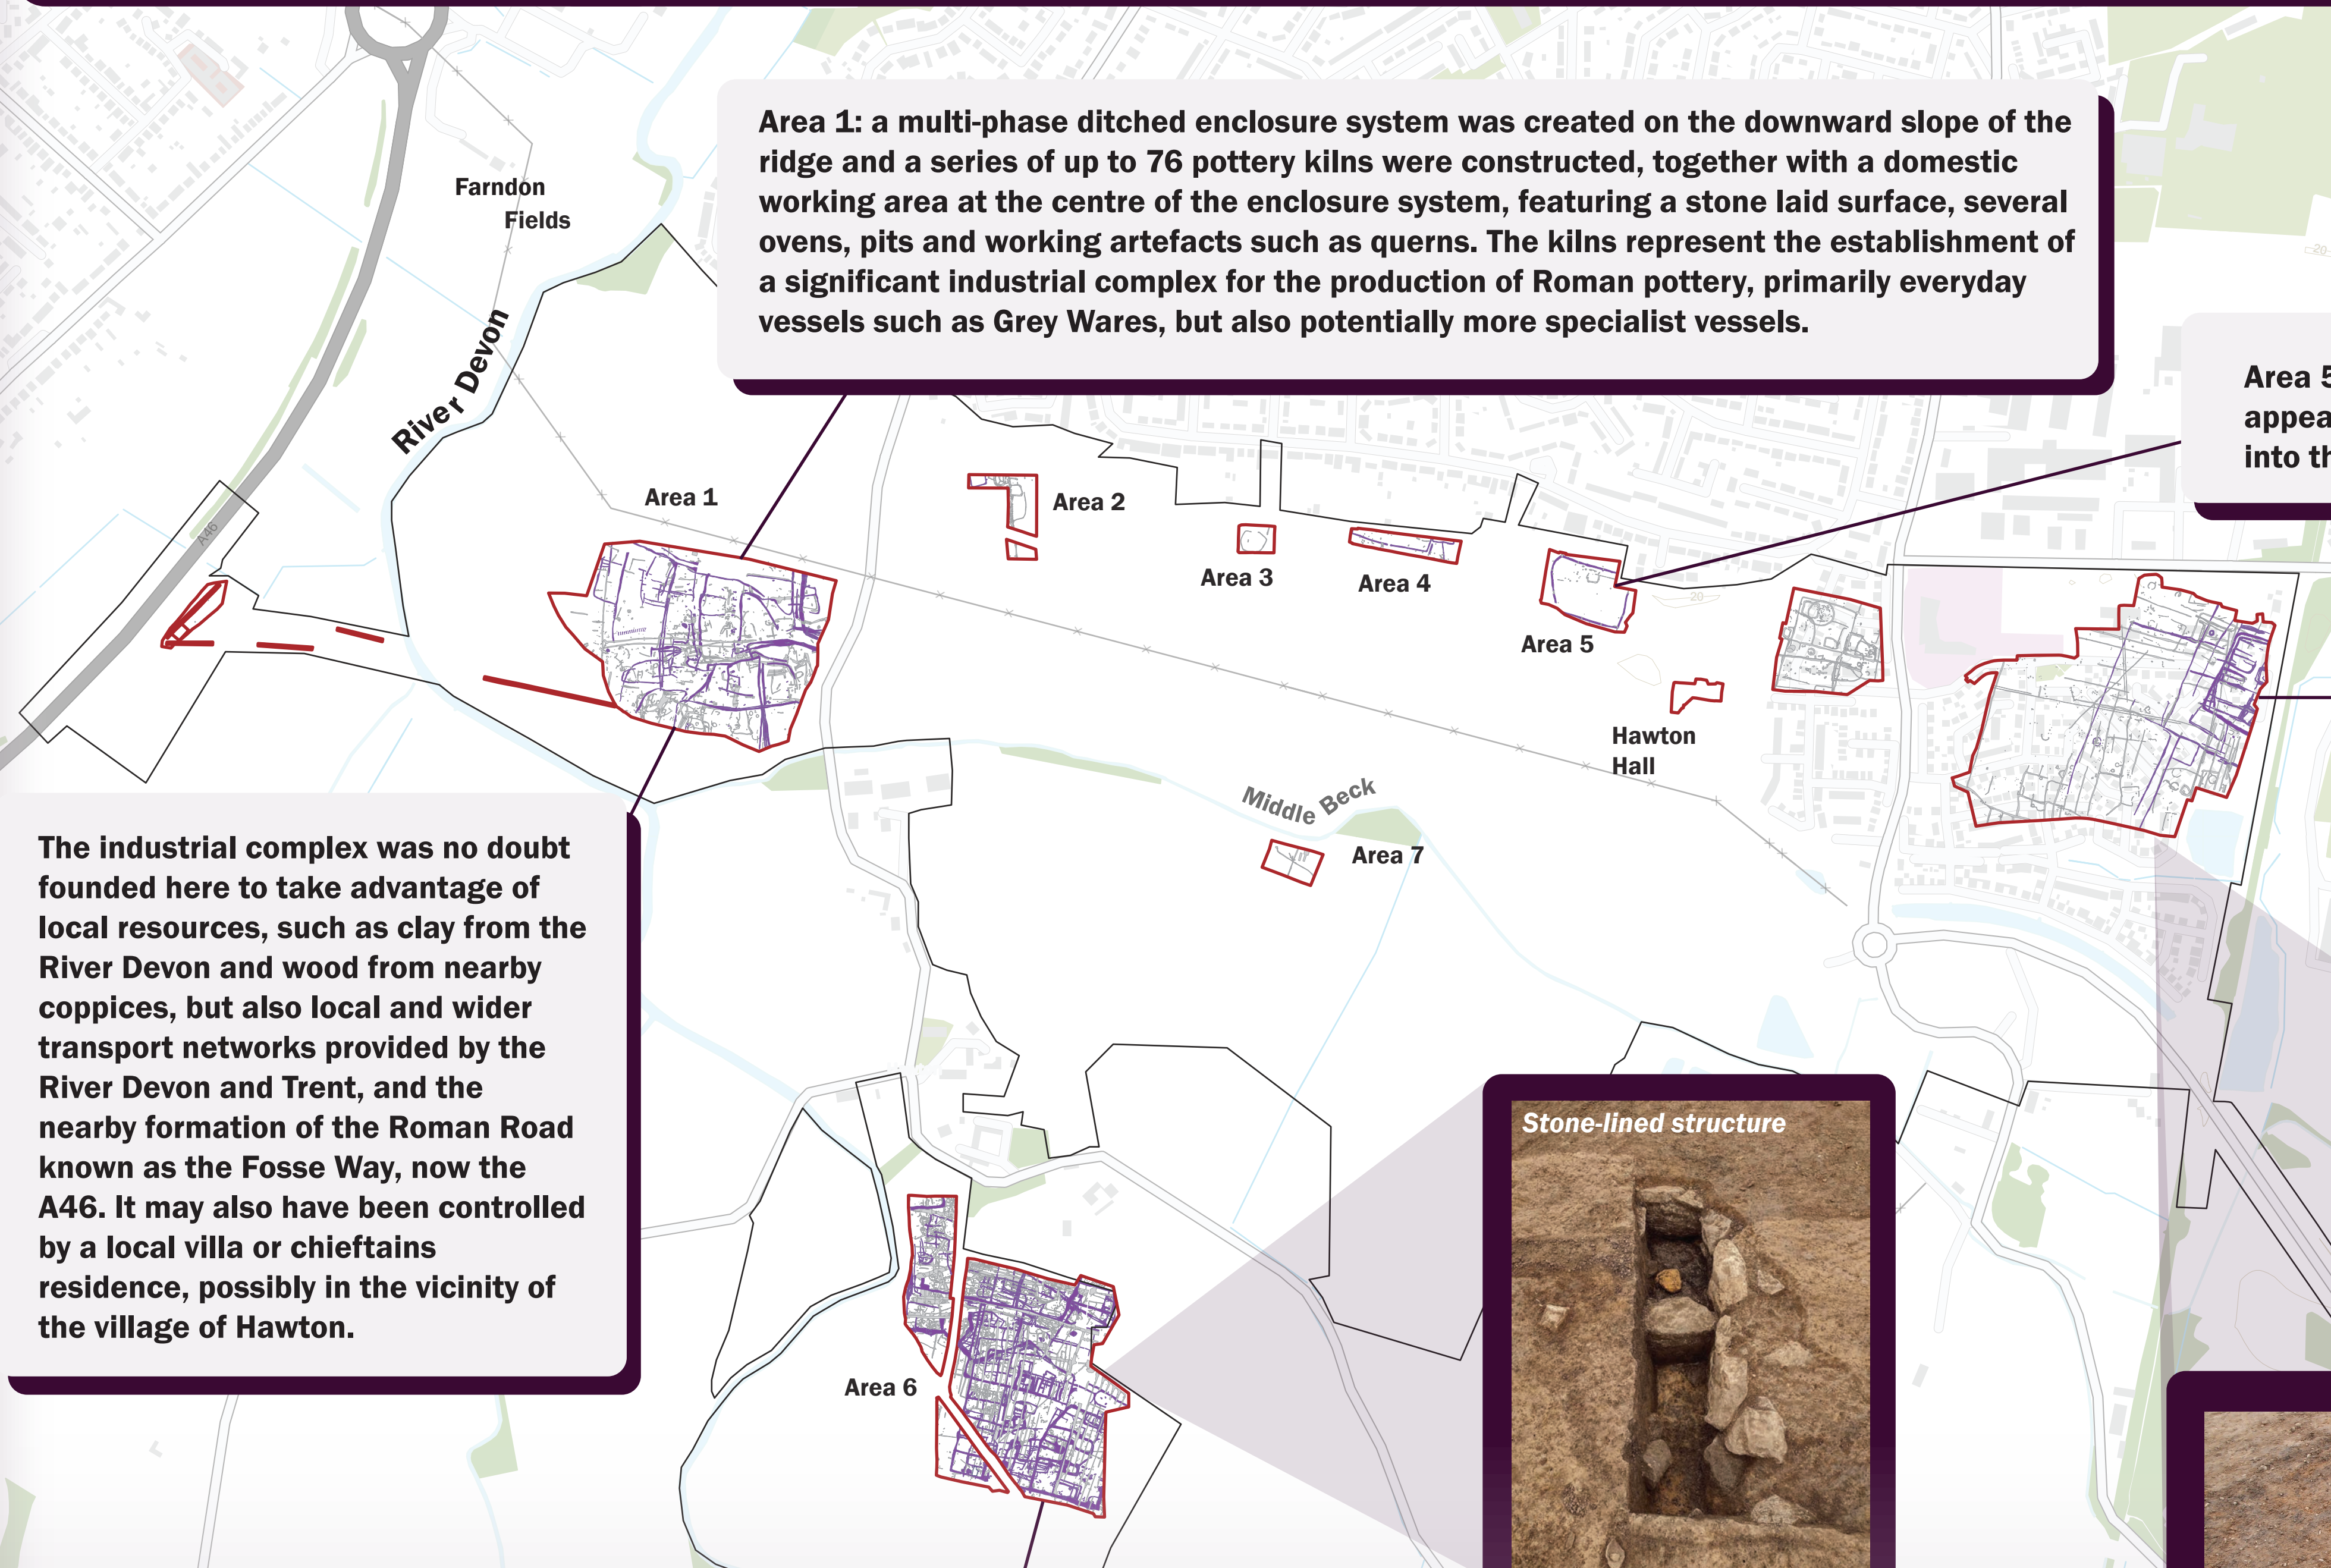 Area 1: a multi-phase ditched enclosure system was created on the downward slope of the
ridge and a series of up to 76 pottery kilns were constructed, together with a domestic
working area at the centre of the enclosure system, featuring a stone laid surface, several
ovens, pits and working artefacts such as querns. The kilns represent the establishment of
a significant industrial complex for the production of Roman pottery, primarily everyday
vessels such as Grey Wares, but also potentially more specialist vessels.
Farndon
Fields
River Devon
20
Area 5
appea
into th
A46
Area 1
Area 2
Area 3
Area 4
Area 5
20
Hawton
Hall
Middle Beck
Area 7
The industrial complex was no doubt
founded here to take advantage of
local resources, such as clay from the
River Devon and wood from nearby
coppices, but also local and wider
transport networks provided by the
River Devon and Trent, and the
nearby formation of the Roman Road
known as the Fosse Way, now the
A46. It may also have been controlled
by a local villa or chieftains
residence, possibly in the vicinity of
the village of Hawton.
Stone-lined structure
Area 6